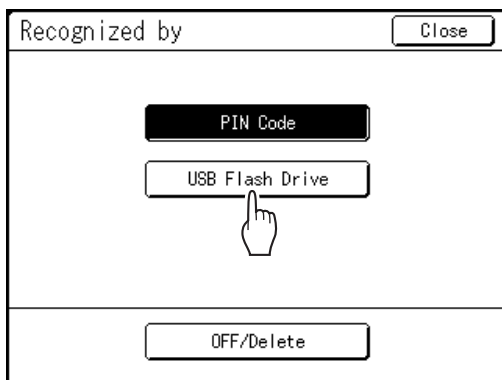 Recognized by
Close
PIN Code
USB Flash Drive
OFF/Delete